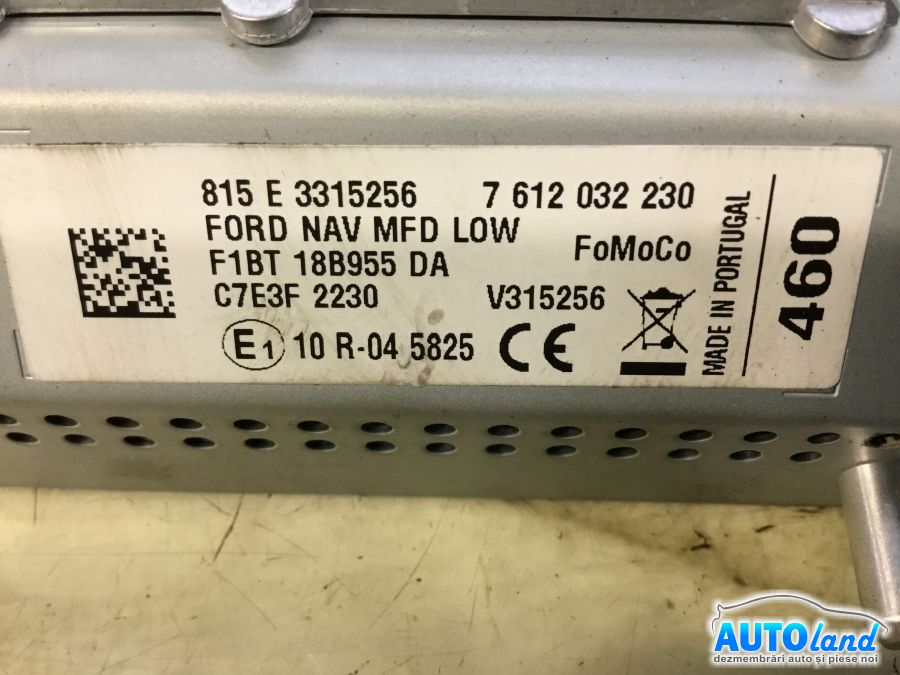 815 E 3315256 7 612 032 230
FORD NAV MFD LOW
F1BT 18B955 DA FoMoCo
C7E3F 2230 V315256
E1 10 R-04 5825 CE
MADE IN PORTUGAL
460
AUTOland
dezmembrări auto și piese noi